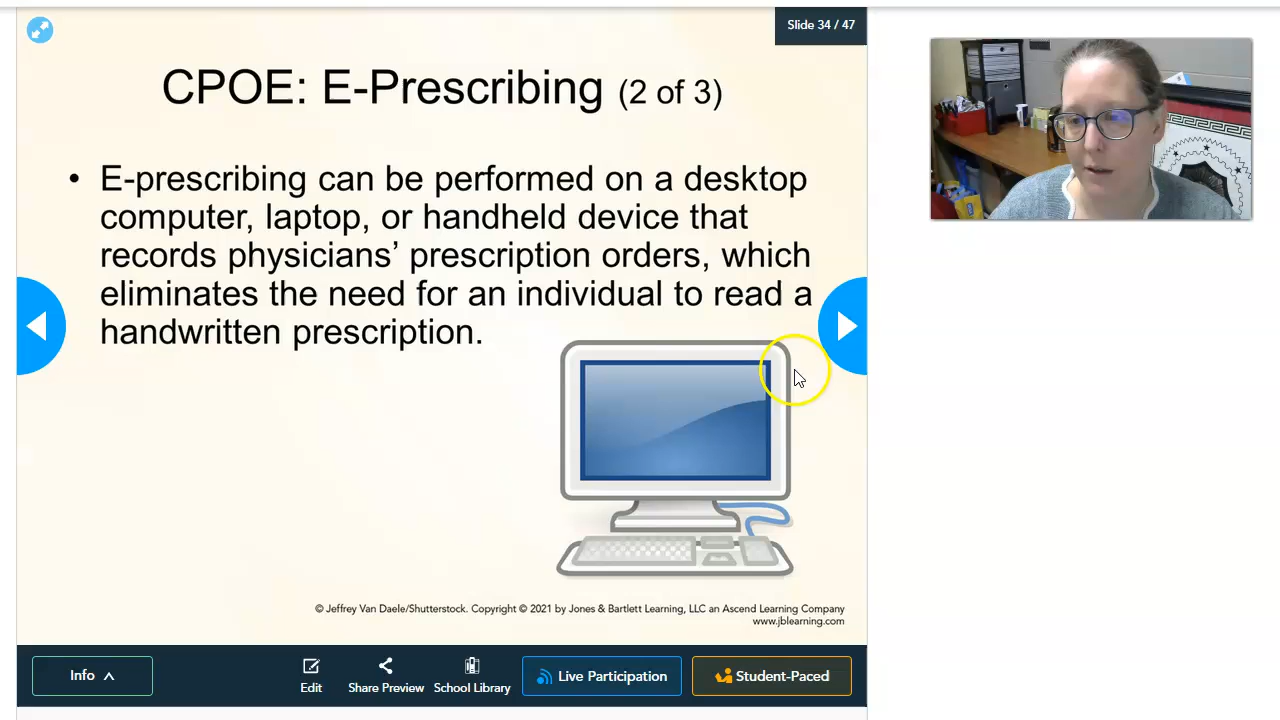 Slide 34 / 47
CPOE: E-Prescribing (2 of 3)
• E-prescribing can be performed on a desktop
computer, laptop, or handheld device that
records physicians’ prescription orders, which
eliminates the need for an individual to read a
handwritten prescription.
© Jeffrey Van Daele/Shutterstock. Copyright © 2021 by Jones & Bartlett Learning, LLC an Ascend Learning Company
www.jblearning.com
Info
Edit
Share Preview
School Library
Live Participation
Student-Paced